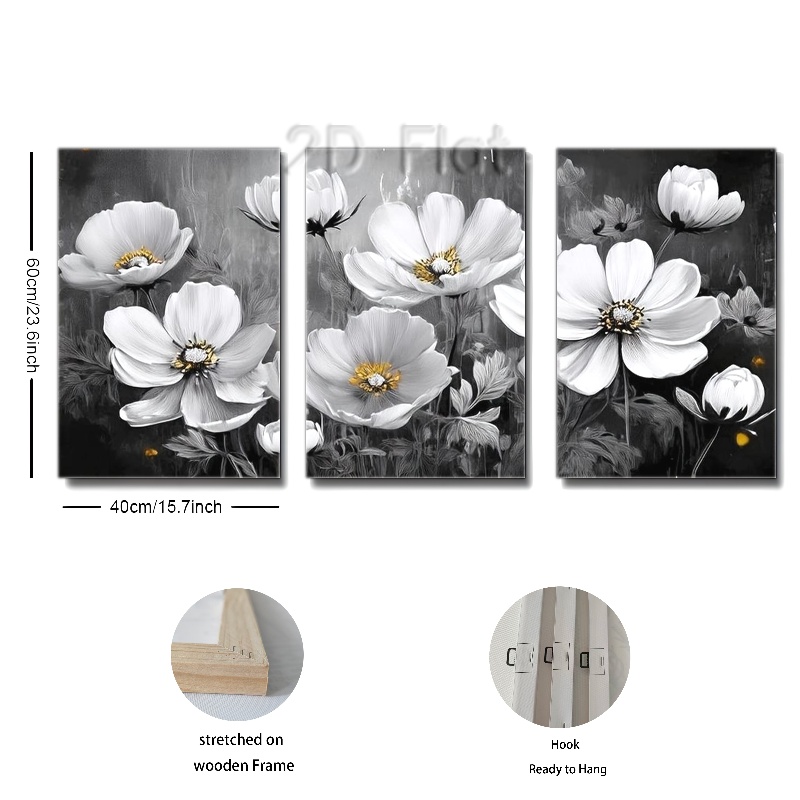 2D Flat
60cm/23.6inch
40cm/15.7inch
stretched on
wooden Frame
Hook
Ready to Hang